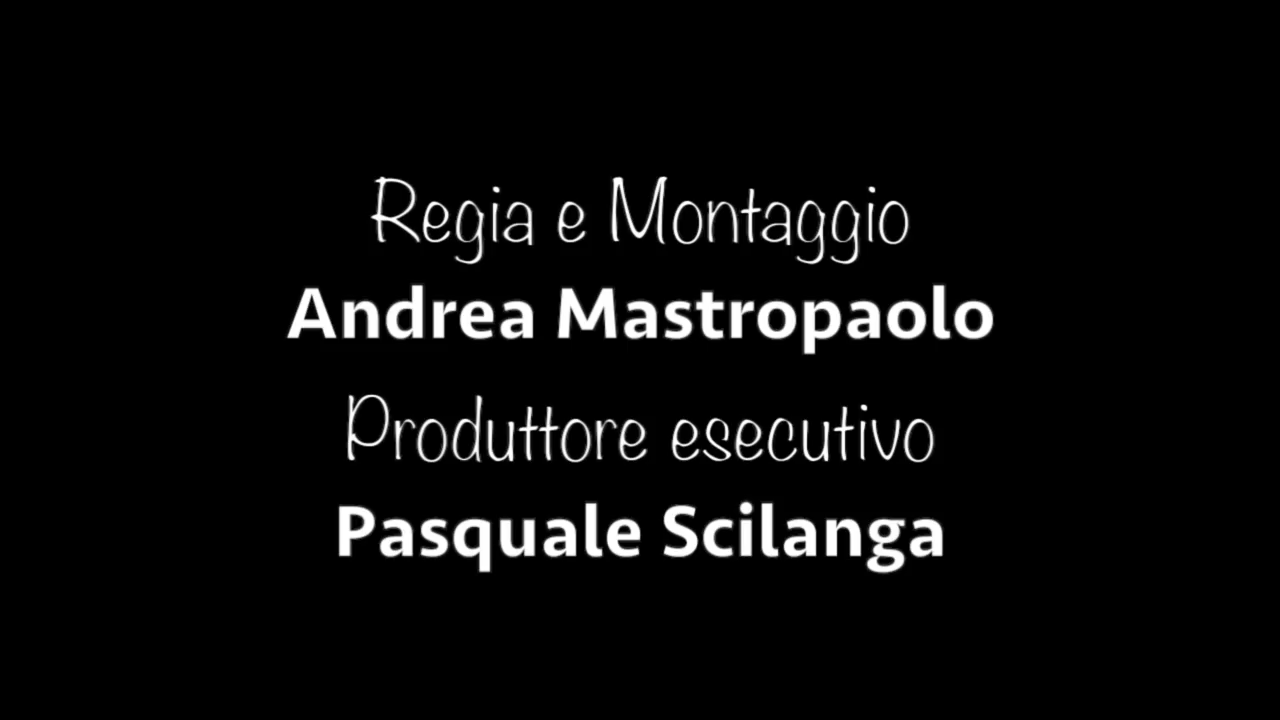 Regia e Montaggio
Andrea Mastropaolo
Produttore esecutivo
Pasquale Scilanga